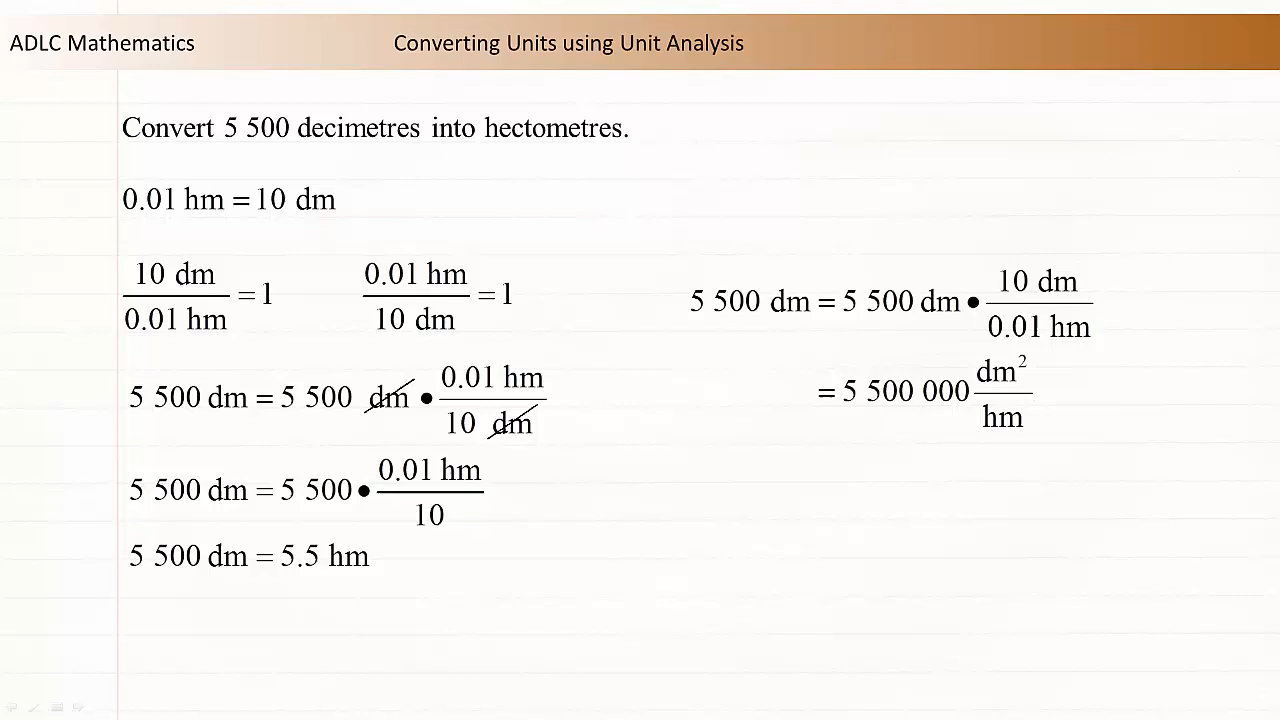 ADLC Mathematics
Converting Units using Unit Analysis
Convert 5 500 decimetres into hectometres.
0.01 hm = 10 dm
10 dm / 0.01 hm = 1
0.01 hm / 10 dm = 1
5 500 dm = 5 500 dm • 0.01 hm / 10 dm
5 500 dm = 5 500 • 0.01 hm / 10
5 500 dm = 5.5 hm
5 500 dm = 5 500 dm • 10 dm / 0.01 hm
= 5 500 000 dm² / hm